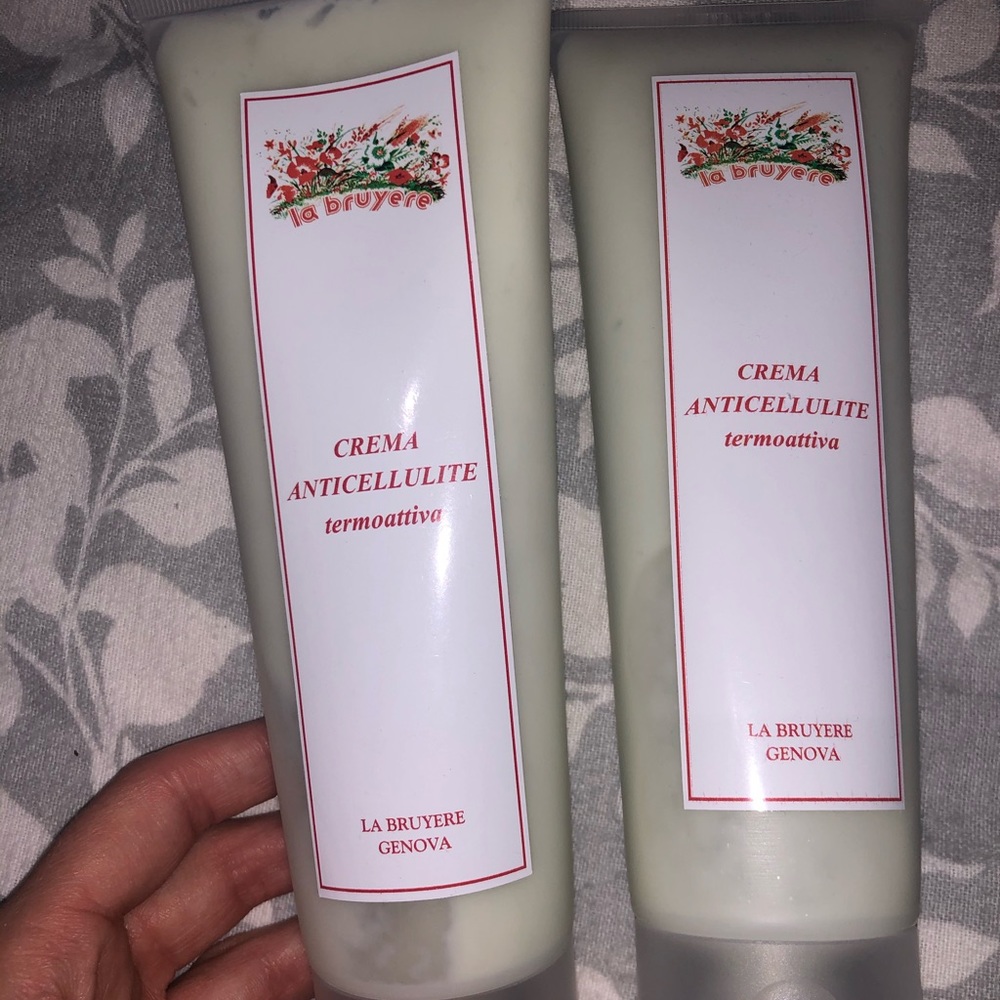 la bruyere
CREMA
ANTICELLULITE
termoattiva
LA BRUYERE
GENOVA
la bruyere
CREMA
ANTICELLULITE
termoattiva
LA BRUYERE
GENOVA